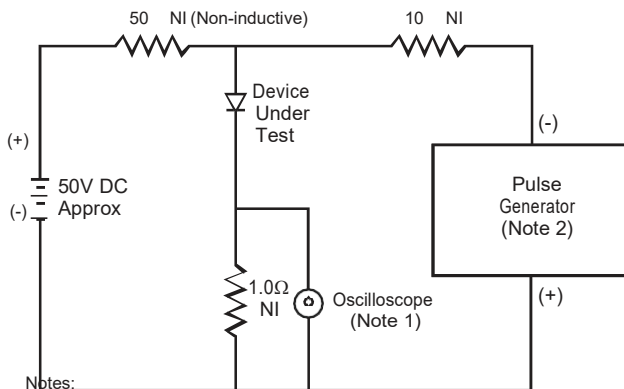 50 NI (Non-inductive)
10 NI
Device
Under
Test
(+)
(-)
50V DC
Approx
(-)
Pulse
Generator
(Note 2)
(+)
1.0Ω
NI
Oscilloscope
(Note 1)
Notes: